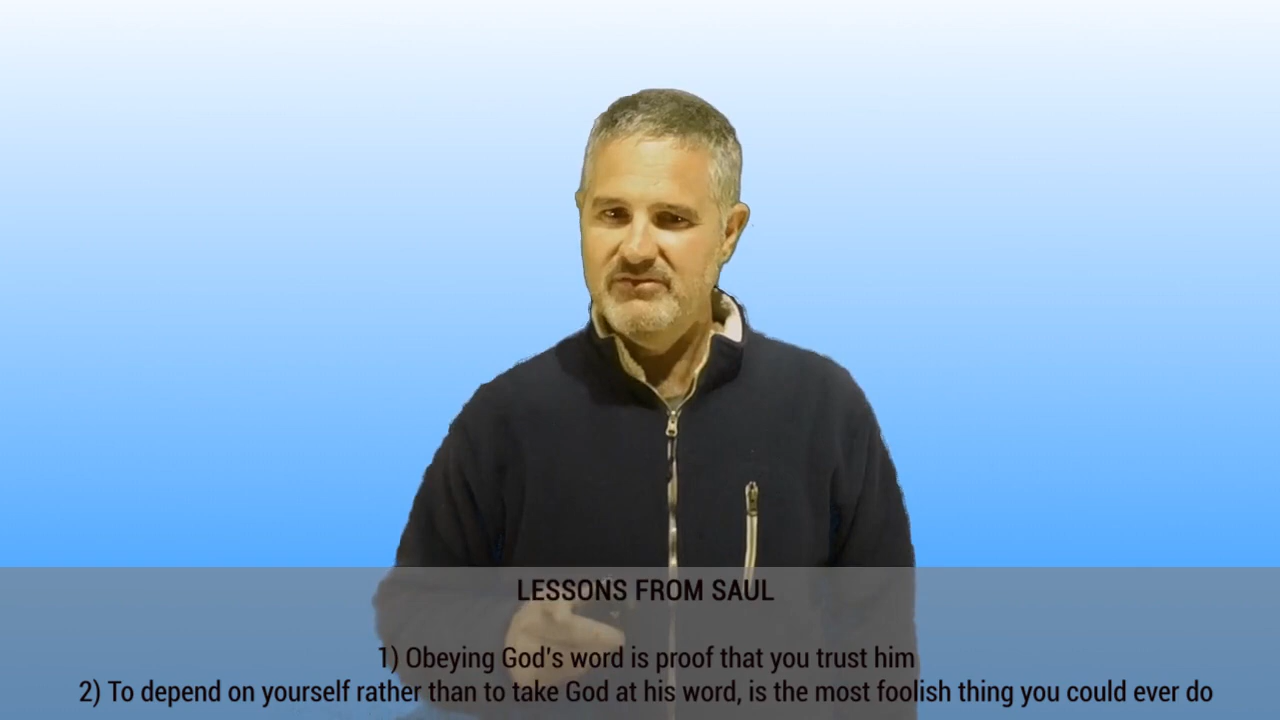 LESSONS FROM SAUL
1) Obeying God's word is proof that you trust him
2) To depend on yourself rather than to take God at his word, is the most foolish thing you could ever do